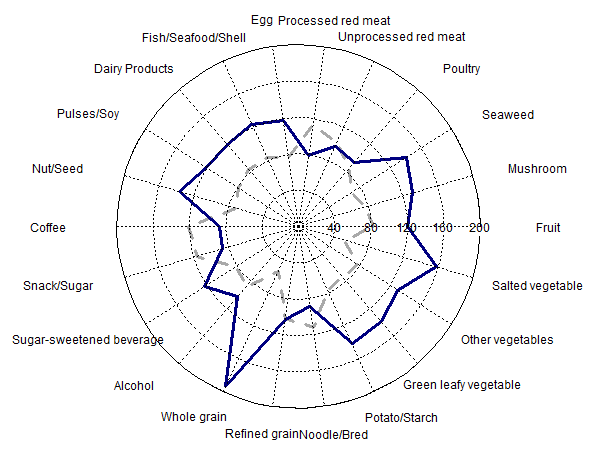 Egg Processed red meat
Fish/Seafood/Shell Unprocessed red meat
Dairy Products Poultry
Pulses/Soy Seaweed
Nut/Seed Mushroom
Coffee 40 80 120 160 200 Fruit
Snack/Sugar Salted vegetable
Sugar-sweetened beverage Other vegetables
Alcohol Green leafy vegetable
Whole grain Potato/Starch
Refined grain Noodle/Bred